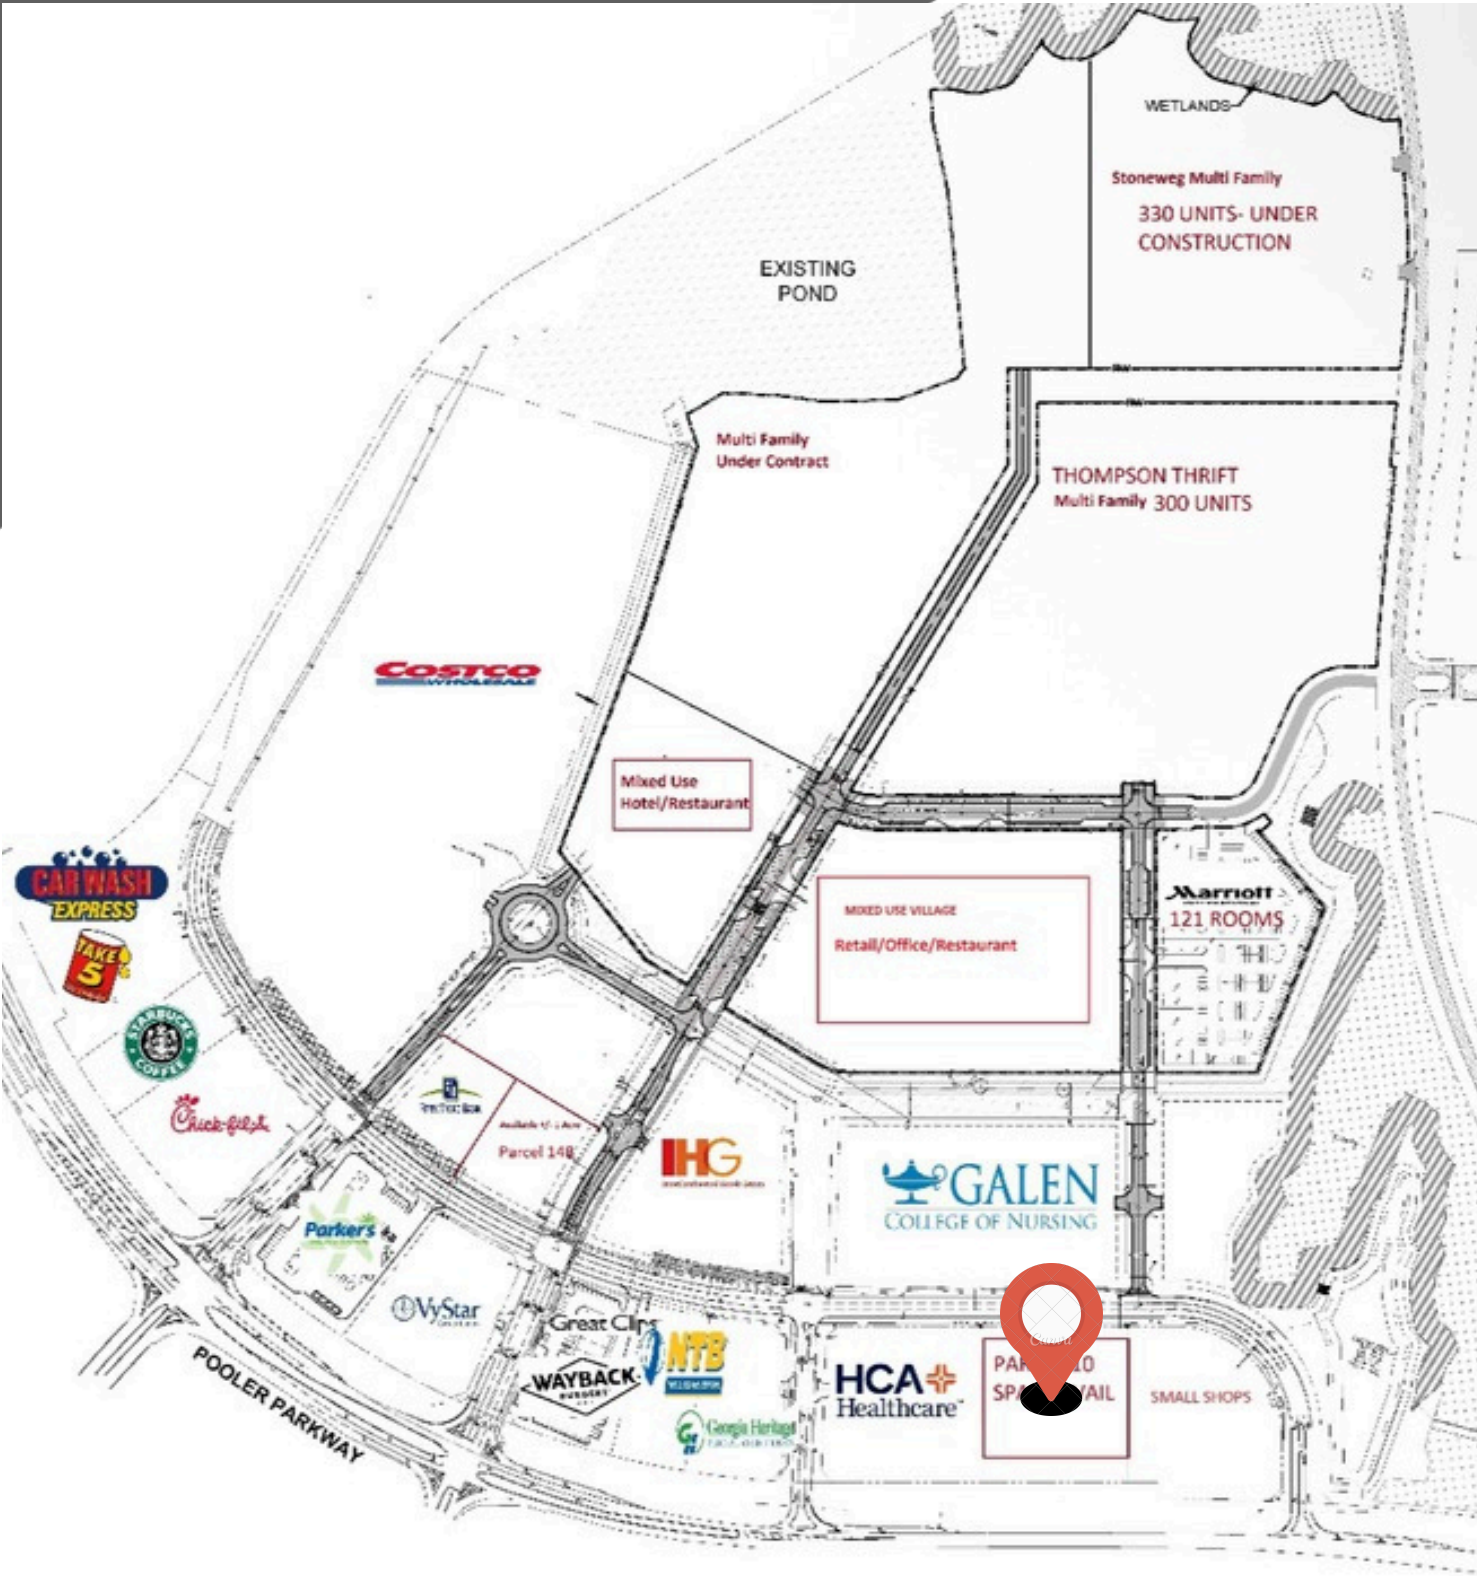 WETLANDS
Stoneweg Multi Family
330 UNITS- UNDER
CONSTRUCTION
EXISTING
POND
Multi Family
Under Contract
THOMPSON THRIFT
Multi Family 300 UNITS
COSTCO
WHOLESALE
Mixed Use
Hotel/Restaurant
CAR WASH
EXPRESS
TAKE
5
MIXED USE VILLAGE
Retail/Office/Restaurant
Marriott
121 ROOMS
STARBUCKS
COFFEE
Chick-fil-A
Parcel 14B
IHG
GALEN
COLLEGE OF NURSING
Parker's
VyStar
Great Clips
WAYBACK
BURGERS
NTB
Georgia Heritage
HCA
Healthcare
Canva
SMALL SHOPS
POOLER PARKWAY